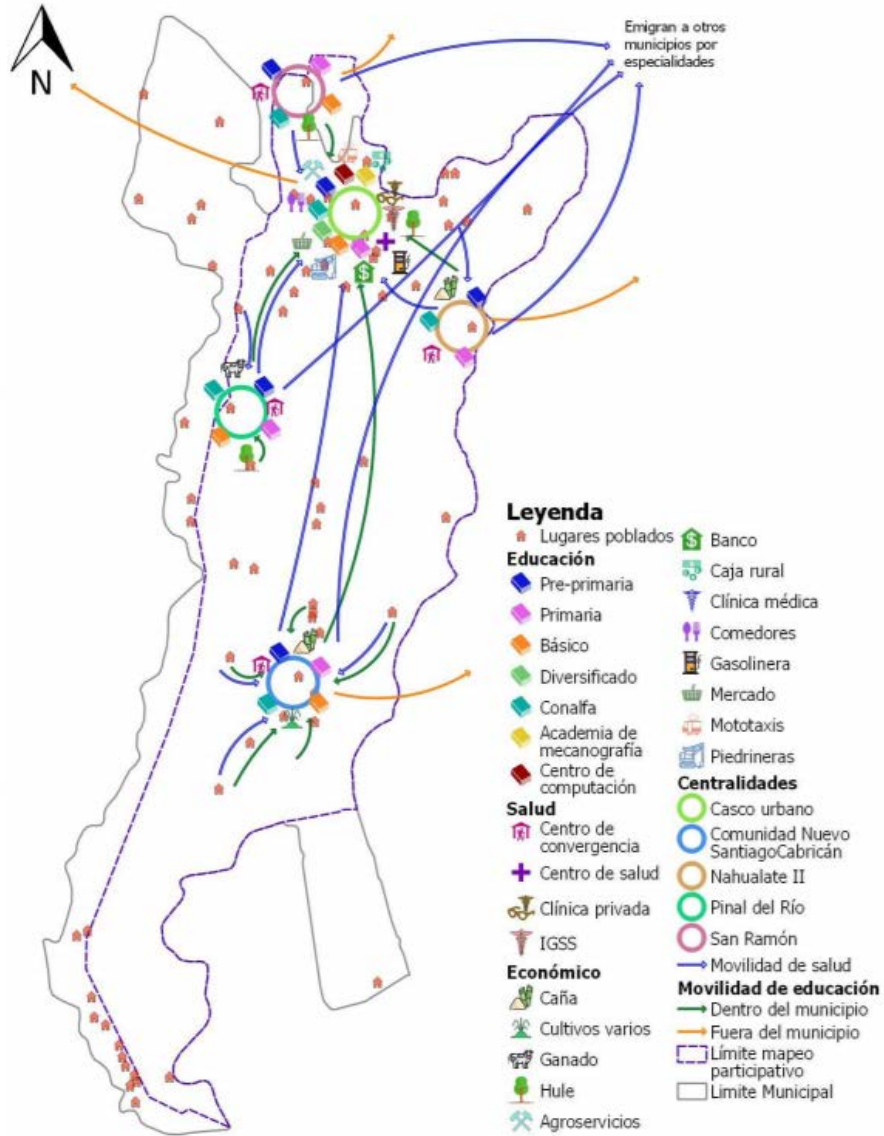 Emigran a otros
municipios por
especialidades
N
Leyenda
Lugares poblados
Educación
Pre-primaria
Primaria
Básico
Diversificado
Conalfa
Academia de
mecanografía
Centro de
computación
Salud
Centro de
convergencia
Centro de salud
Clínica privada
IGSS
Económico
Caña
Cultivos varios
Ganado
Hule
Agroservicios
$ Banco
Caja rural
Clínica médica
Comedores
Gasolinera
Mercado
Mototaxis
Piedrineras
Centralidades
Casco urbano
Comunidad Nuevo
SantiagoCabricán
Nahualate II
Pinal del Río
San Ramón
Movilidad de salud
Movilidad de educación
Dentro del municipio
Fuera del municipio
Límite mapeo
participativo
Limite Municipal
$